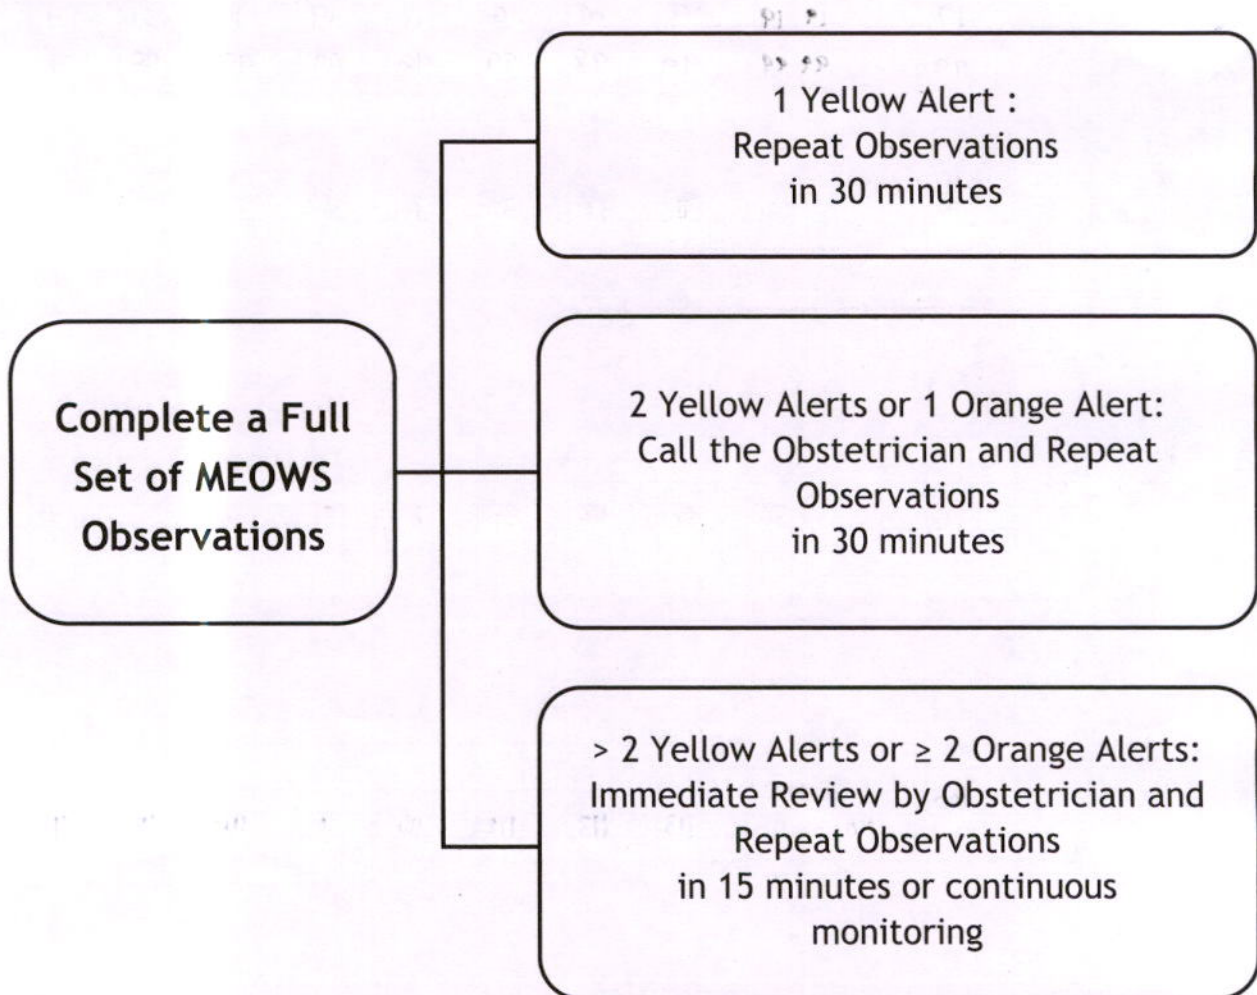 1 Yellow Alert :
Repeat Observations
in 30 minutes
Complete a Full
Set of MEOWS
Observations
2 Yellow Alerts or 1 Orange Alert:
Call the Obstetrician and Repeat
Observations
in 30 minutes
> 2 Yellow Alerts or ≥ 2 Orange Alerts:
Immediate Review by Obstetrician and
Repeat Observations
in 15 minutes or continuous
monitoring